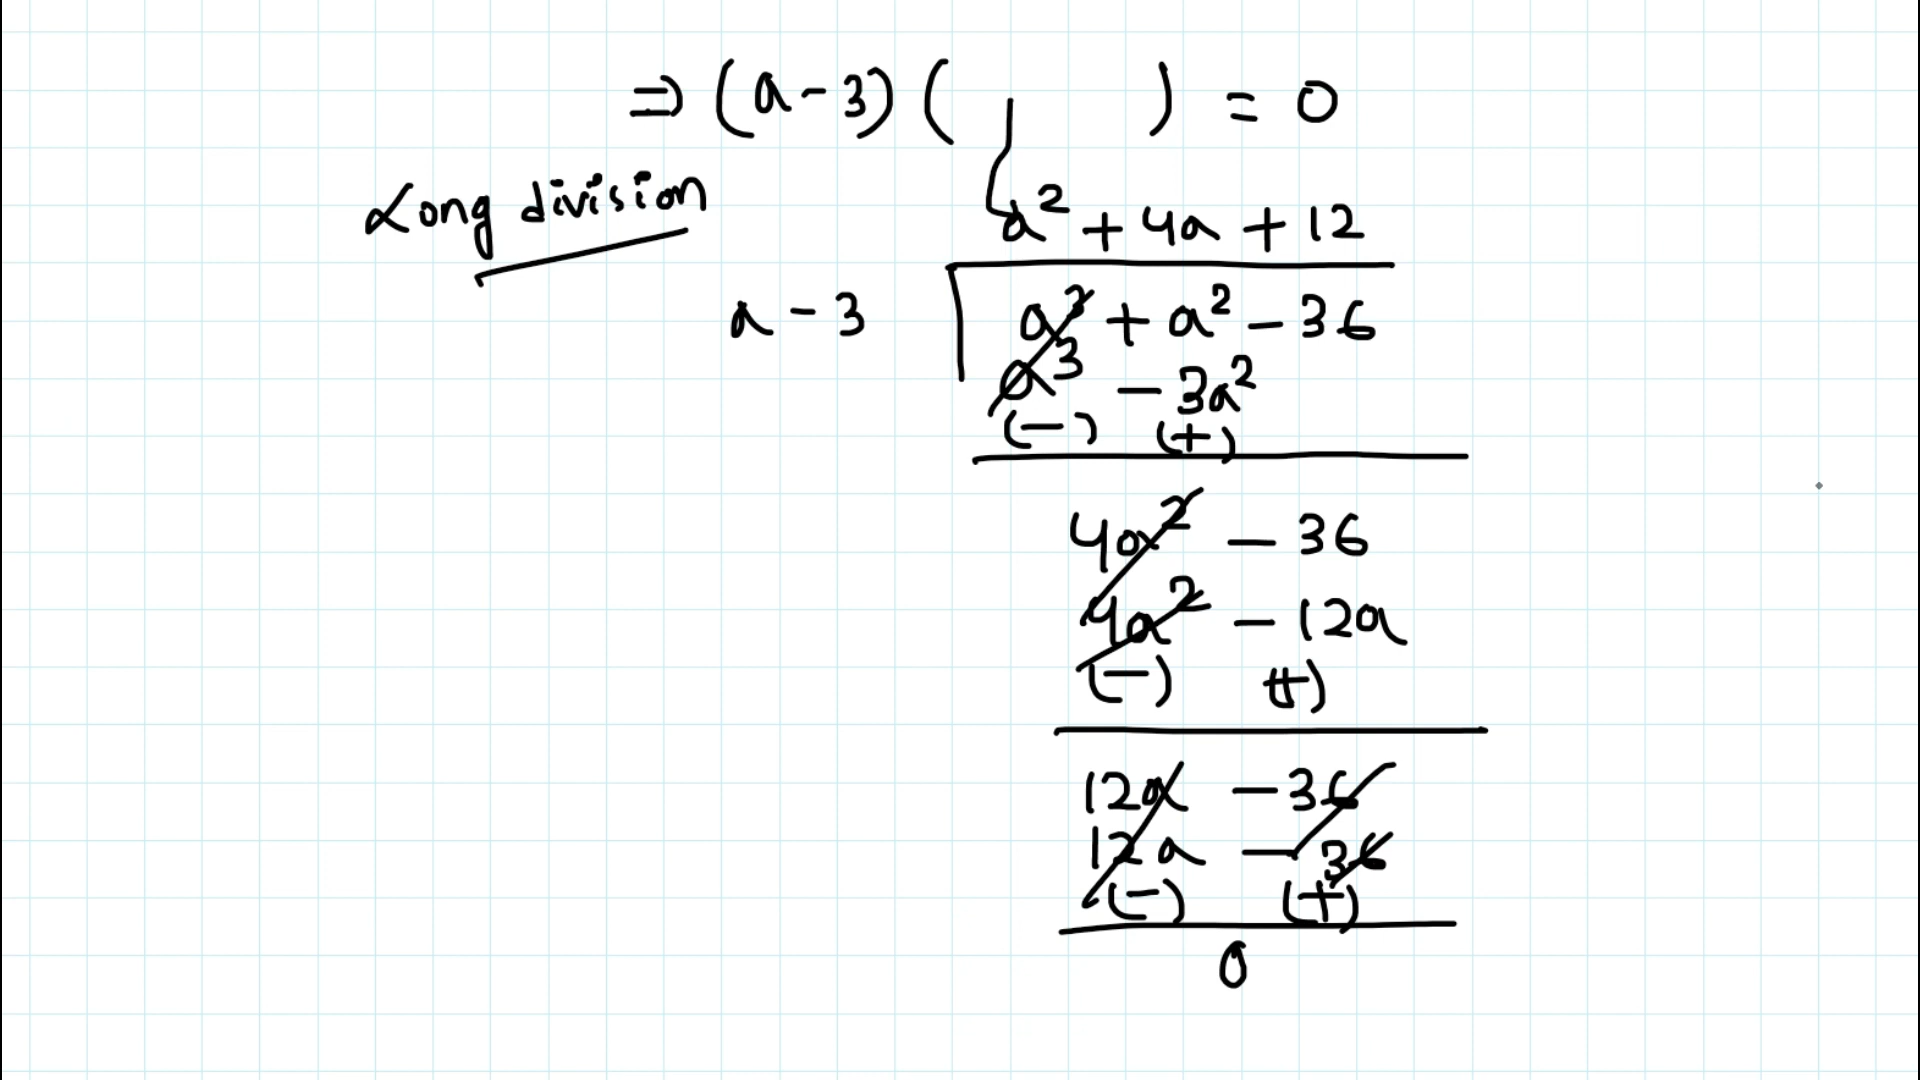 ⇒ (a-3)( ) = 0
Long division
a² + 4a + 12
a - 3
a³ + a² - 36
a³ - 3a²
(-) (+)
4a² - 36
4a² - 12a
(-) (+)
12a - 36
12a - 36
(-) (+)
0